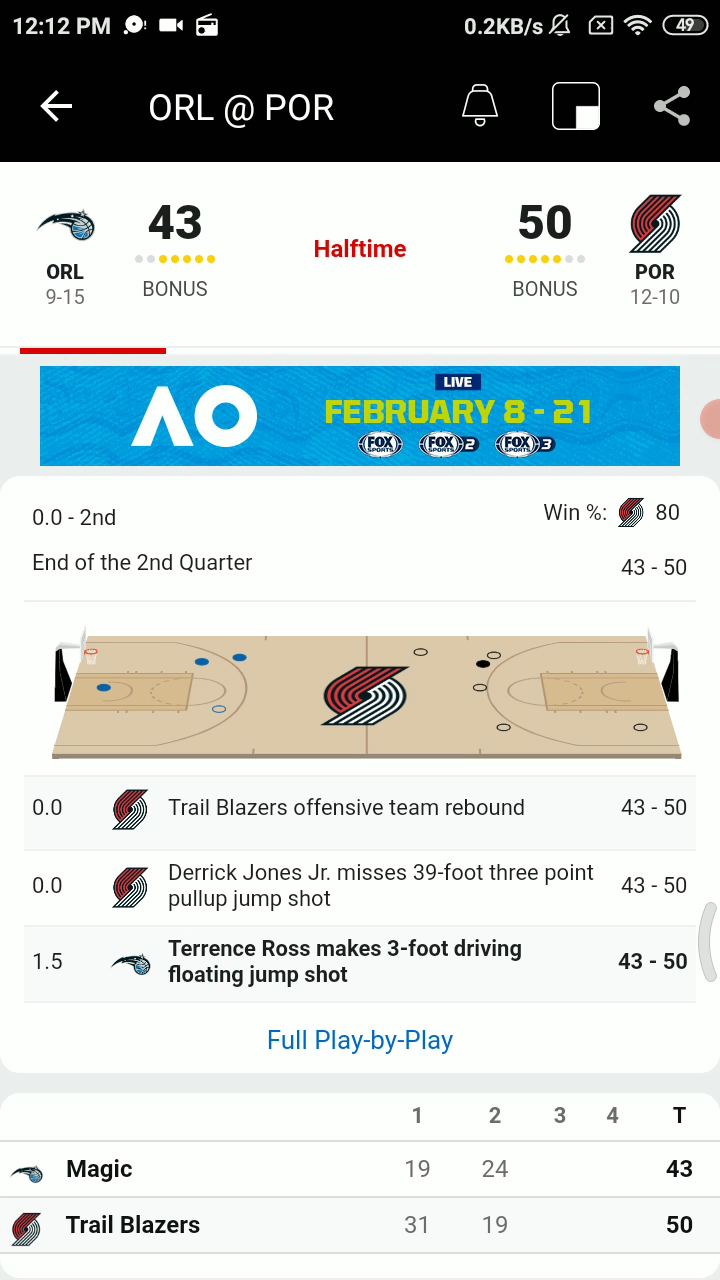 12:12 PM
0.2KB/s
49
ORL @ POR
43
50
Halftime
ORL
BONUS
BONUS
POR
9-15
12-10
AO
LIVE
FEBRUARY 8 - 21
FOX SPORTS
FOX SPORTS 2
FOX SPORTS 3
0.0 - 2nd
Win %: 80
End of the 2nd Quarter
43 - 50
0.0
Trail Blazers offensive team rebound
43 - 50
0.0
Derrick Jones Jr. misses 39-foot three point
pullup jump shot
43 - 50
1.5
Terrence Ross makes 3-foot driving
floating jump shot
43 - 50
Full Play-by-Play
1 2 3 4 T
Magic 19 24 43
Trail Blazers 31 19 50